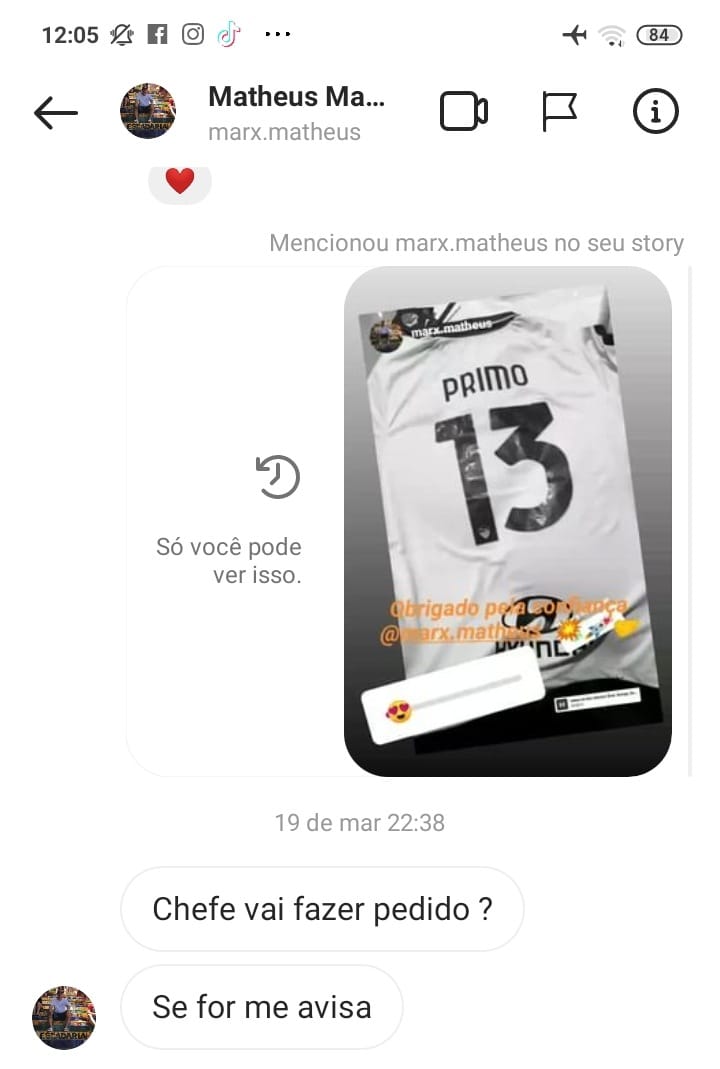 12:05
84
Matheus Ma...
marx.matheus
Mencionou marx.matheus no seu story
marx.matheus
PRIMO
13
Só você pode
ver isso.
Obrigado pela confiança
@marx.matheus
19 de mar 22:38
Chefe vai fazer pedido ?
Se for me avisa